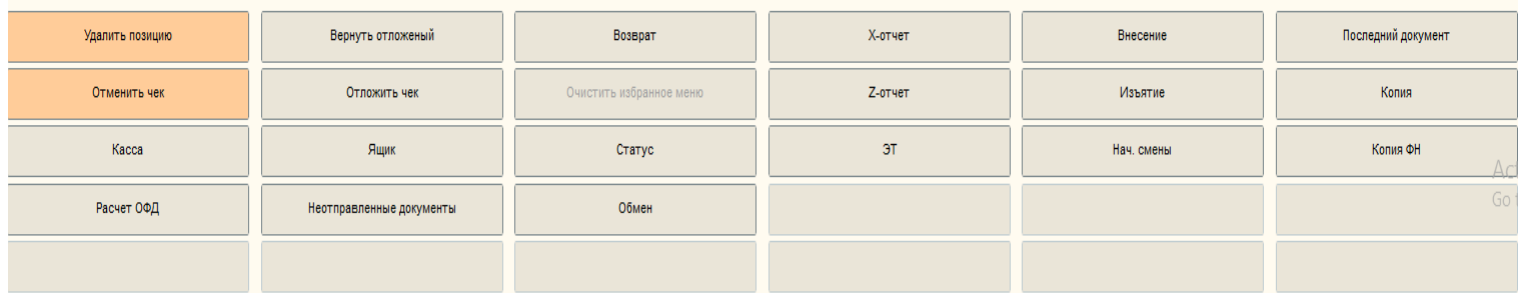 Удалить позицию
Вернуть отложеный
Возврат
X-отчет
Внесение
Последний документ
Отменить чек
Отложить чек
Очистить избранное меню
Z-отчет
Изъятие
Копия
Касса
Ящик
Статус
ЭТ
Нач. смены
Копия ФН
Расчет ОФД
Неотправленные документы
Обмен
Go